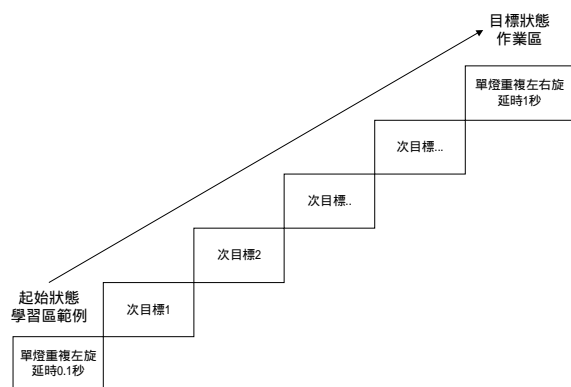 目標狀態
作業區
單燈重複左右旋
延時1秒
次目標...
次目標..
次目標2
起始狀態
學習區範例
次目標1
單燈重複左旋
延時0.1秒